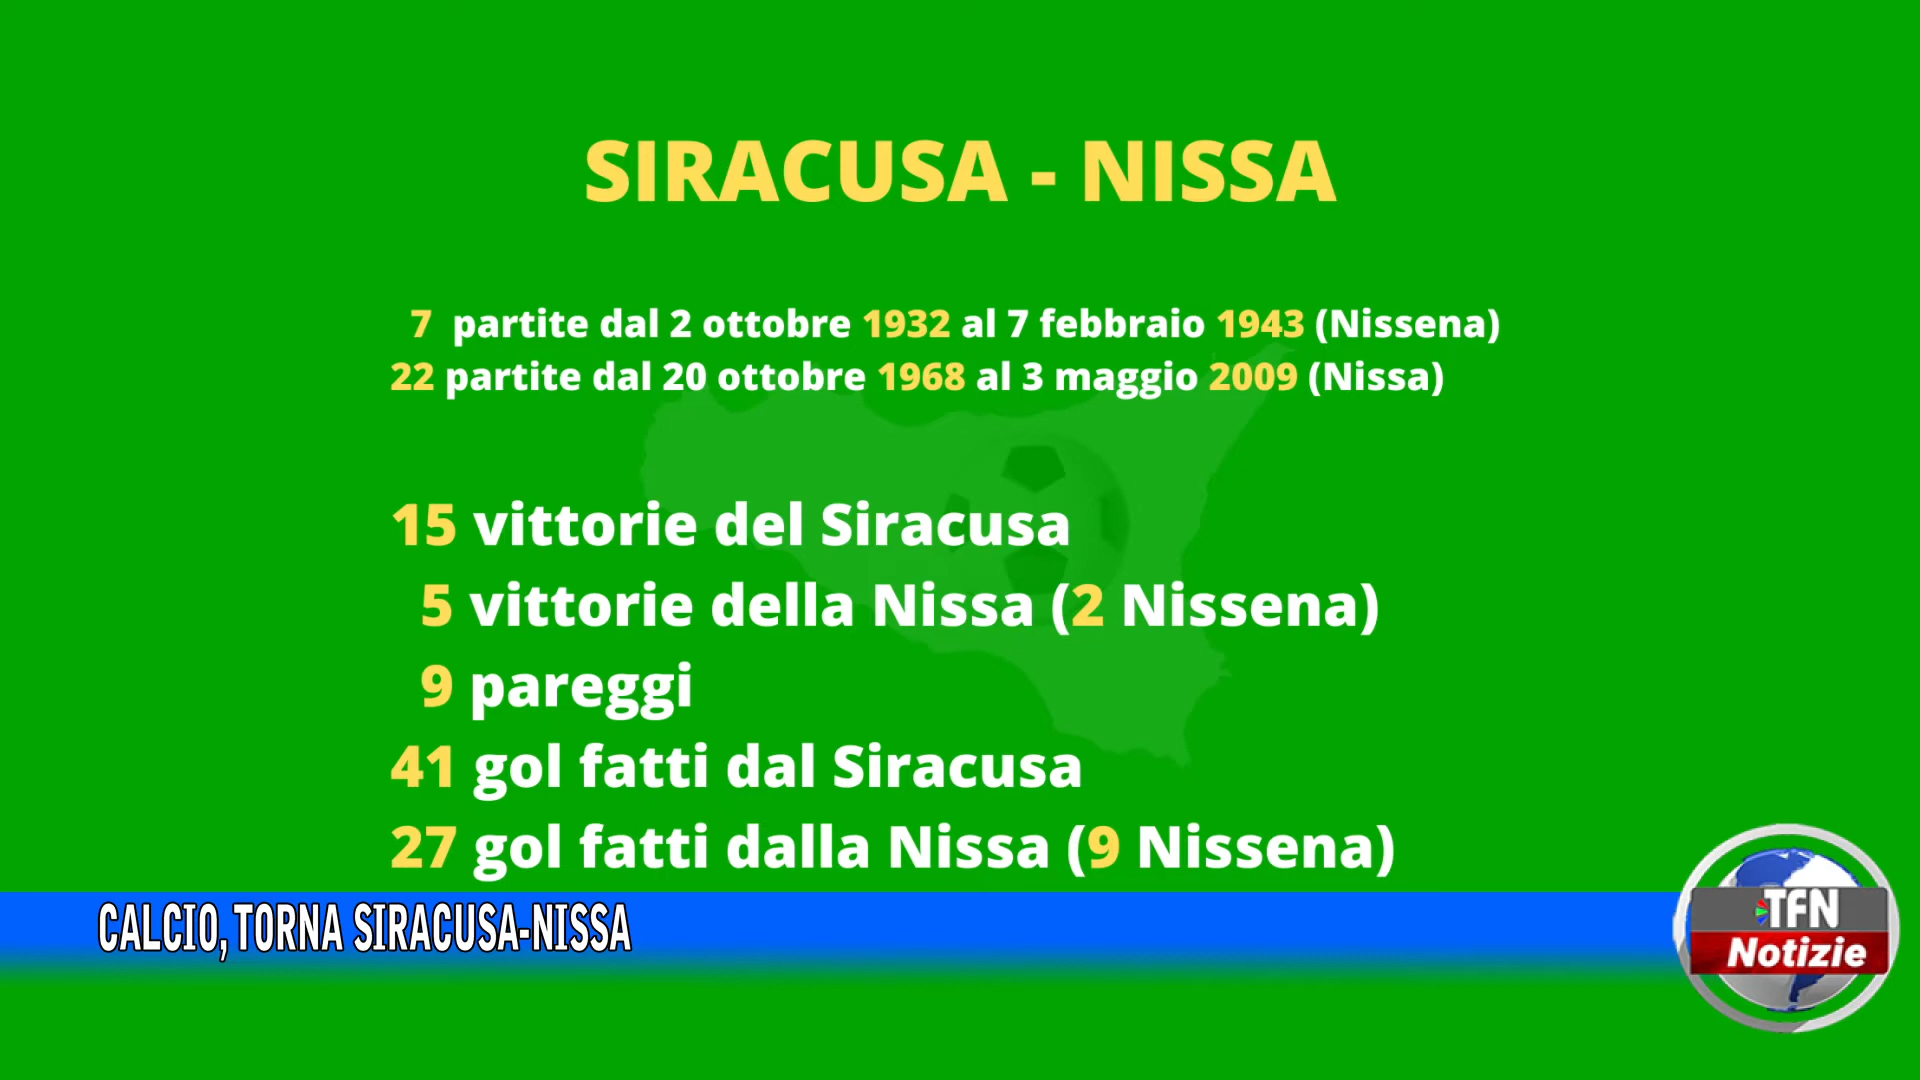 SIRACUSA - NISSA
7 partite dal 2 ottobre 1932 al 7 febbraio 1943 (Nissena)
22 partite dal 20 ottobre 1968 al 3 maggio 2009 (Nissa)
15 vittorie del Siracusa
5 vittorie della Nissa (2 Nissena)
9 pareggi
41 gol fatti dal Siracusa
27 gol fatti dalla Nissa (9 Nissena)
CALCIO, TORNA SIRACUSA-NISSA
TFN
Notizie